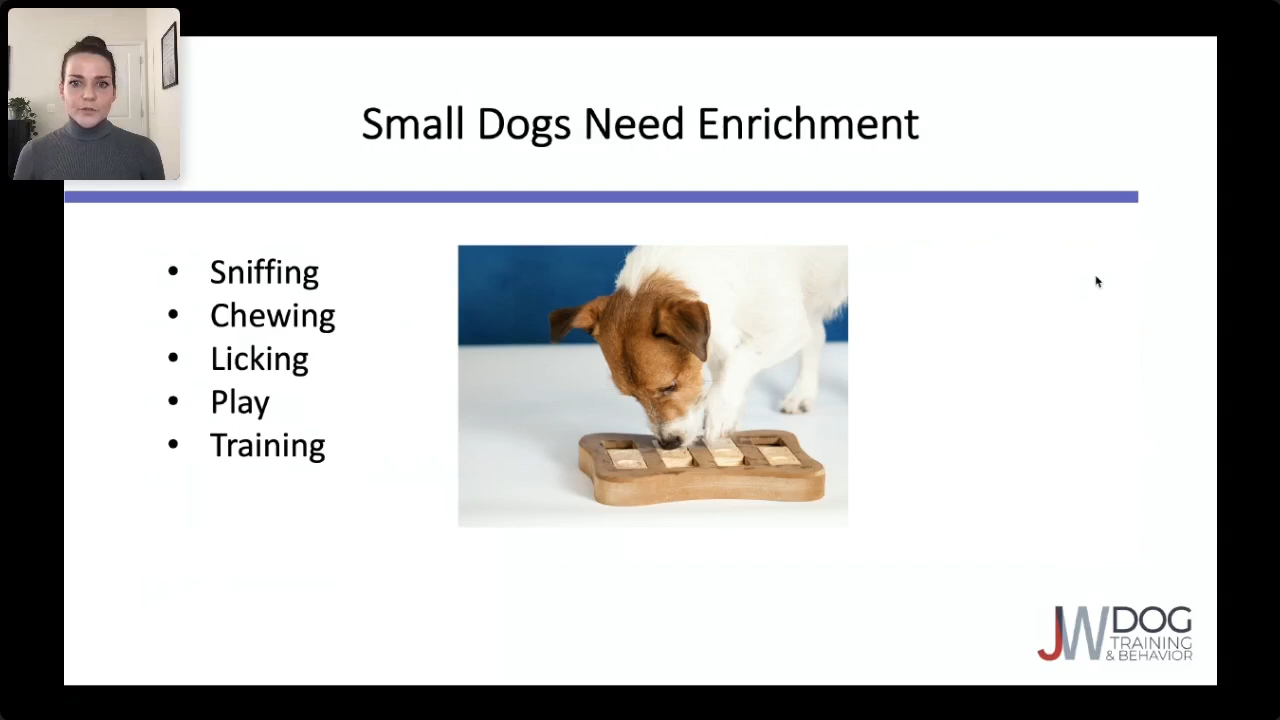 Small Dogs Need Enrichment
• Sniffing
• Chewing
• Licking
• Play
• Training
JW DOG
TRAINING
& BEHAVIOR